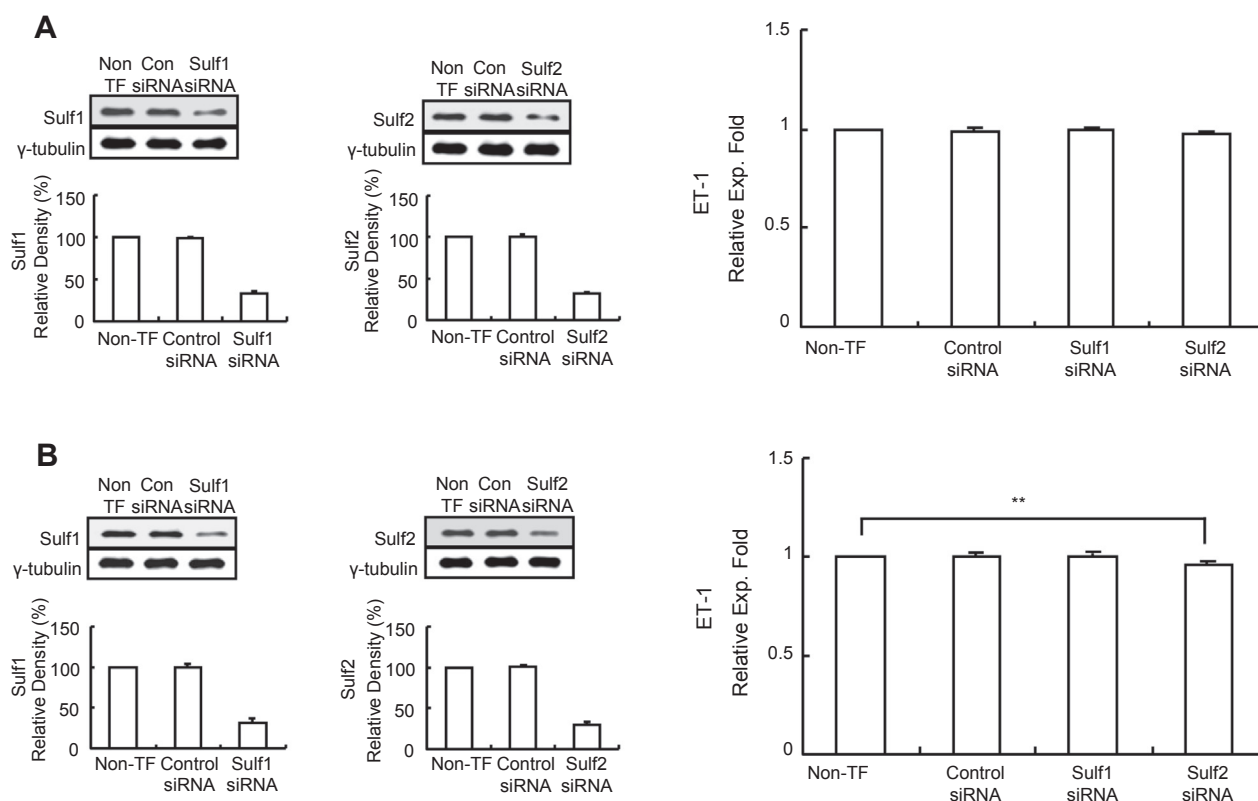 A
Non Con Sulf1
TF siRNA siRNA
Sulf1
γ-tubulin
Sulf1
Relative Density (%)
150
100
50
0
Non-TF Control Sulf1
siRNA siRNA
Non Con Sulf2
TF siRNA siRNA
Sulf2
γ-tubulin
Sulf2
Relative Density (%)
150
100
50
0
Non-TF Control Sulf2
siRNA siRNA
ET-1
Relative Exp. Fold
1.5
1
0.5
0
Non-TF Control Sulf1 Sulf2
siRNA siRNA siRNA
B
Non Con Sulf1
TF siRNA siRNA
Sulf1
γ-tubulin
Sulf1
Relative Density (%)
150
100
50
0
Non-TF Control Sulf1
siRNA siRNA
Non Con Sulf2
TF siRNA siRNA
Sulf2
γ-tubulin
Sulf2
Relative Density (%)
150
100
50
0
Non-TF Control Sulf2
siRNA siRNA
ET-1
Relative Exp. Fold
1.5
1
0.5
0
**
Non-TF Control Sulf1 Sulf2
siRNA siRNA siRNA